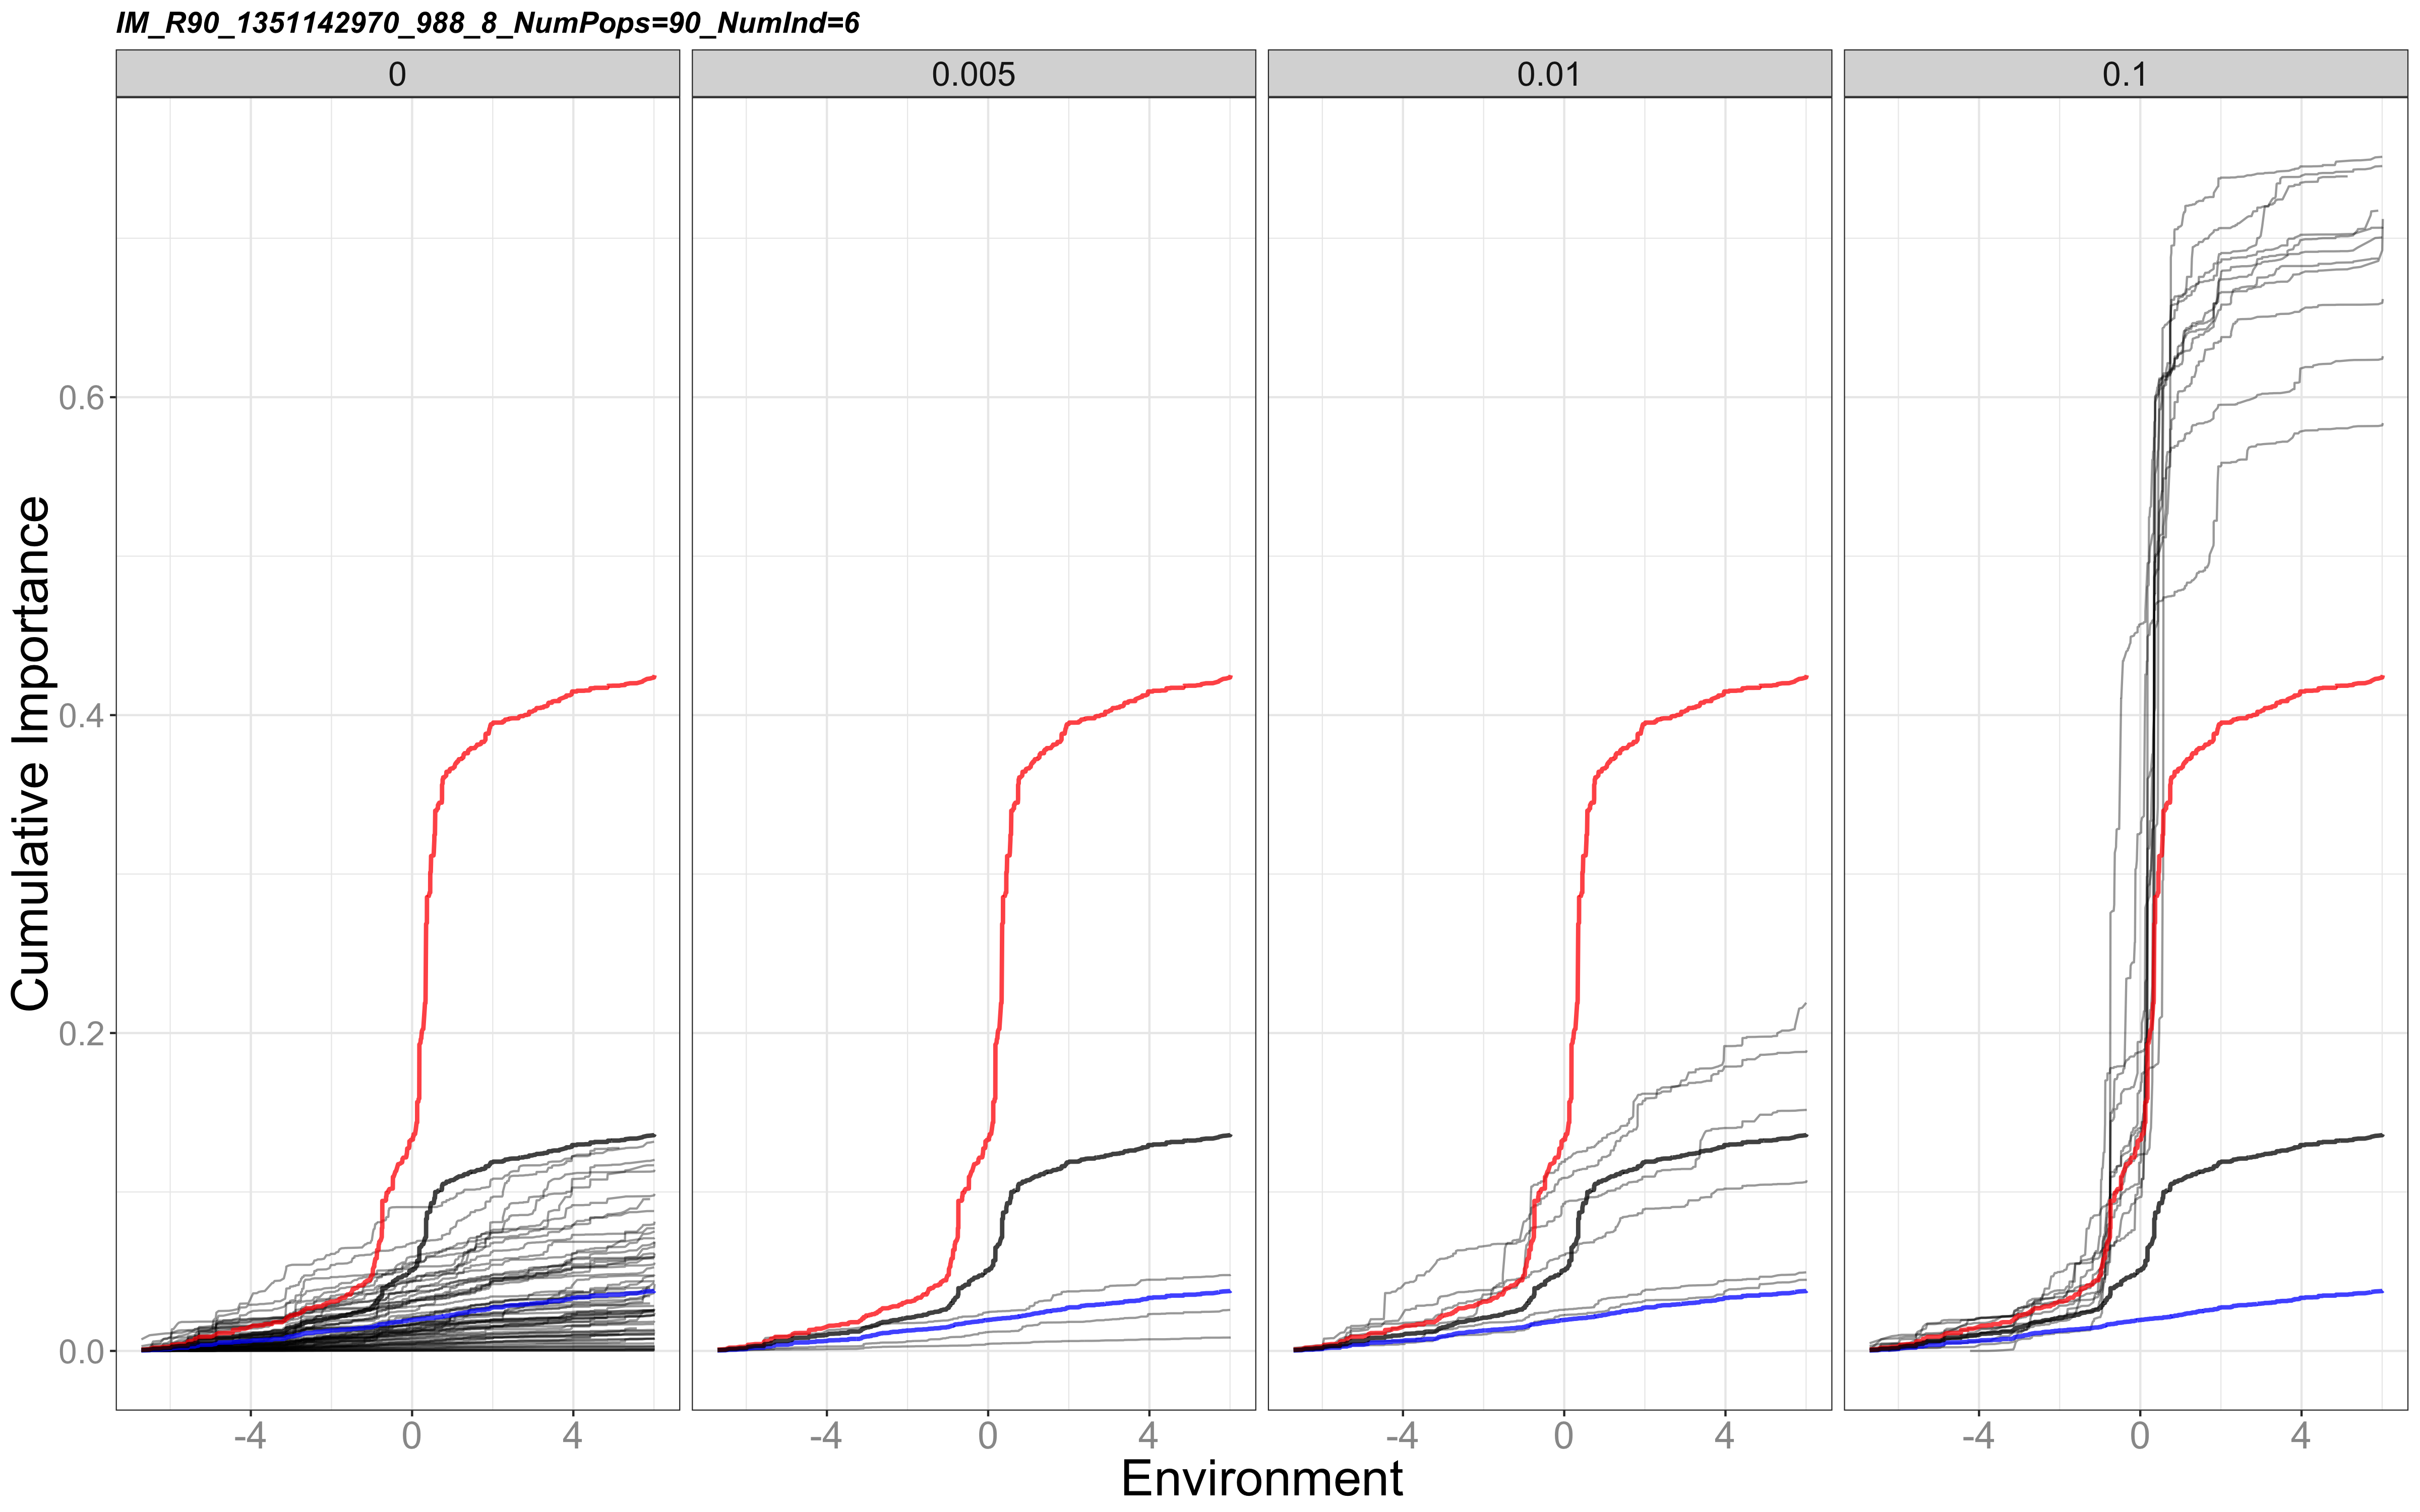 IM_R90_1351142970_988_8_NumPops=90_NumInd=6
0 0.005 0.01 0.1
Cumulative Importance
0.6
0.4
0.2
0.0
-4 0 4 -4 0 4 -4 0 4 -4 0 4
Environment